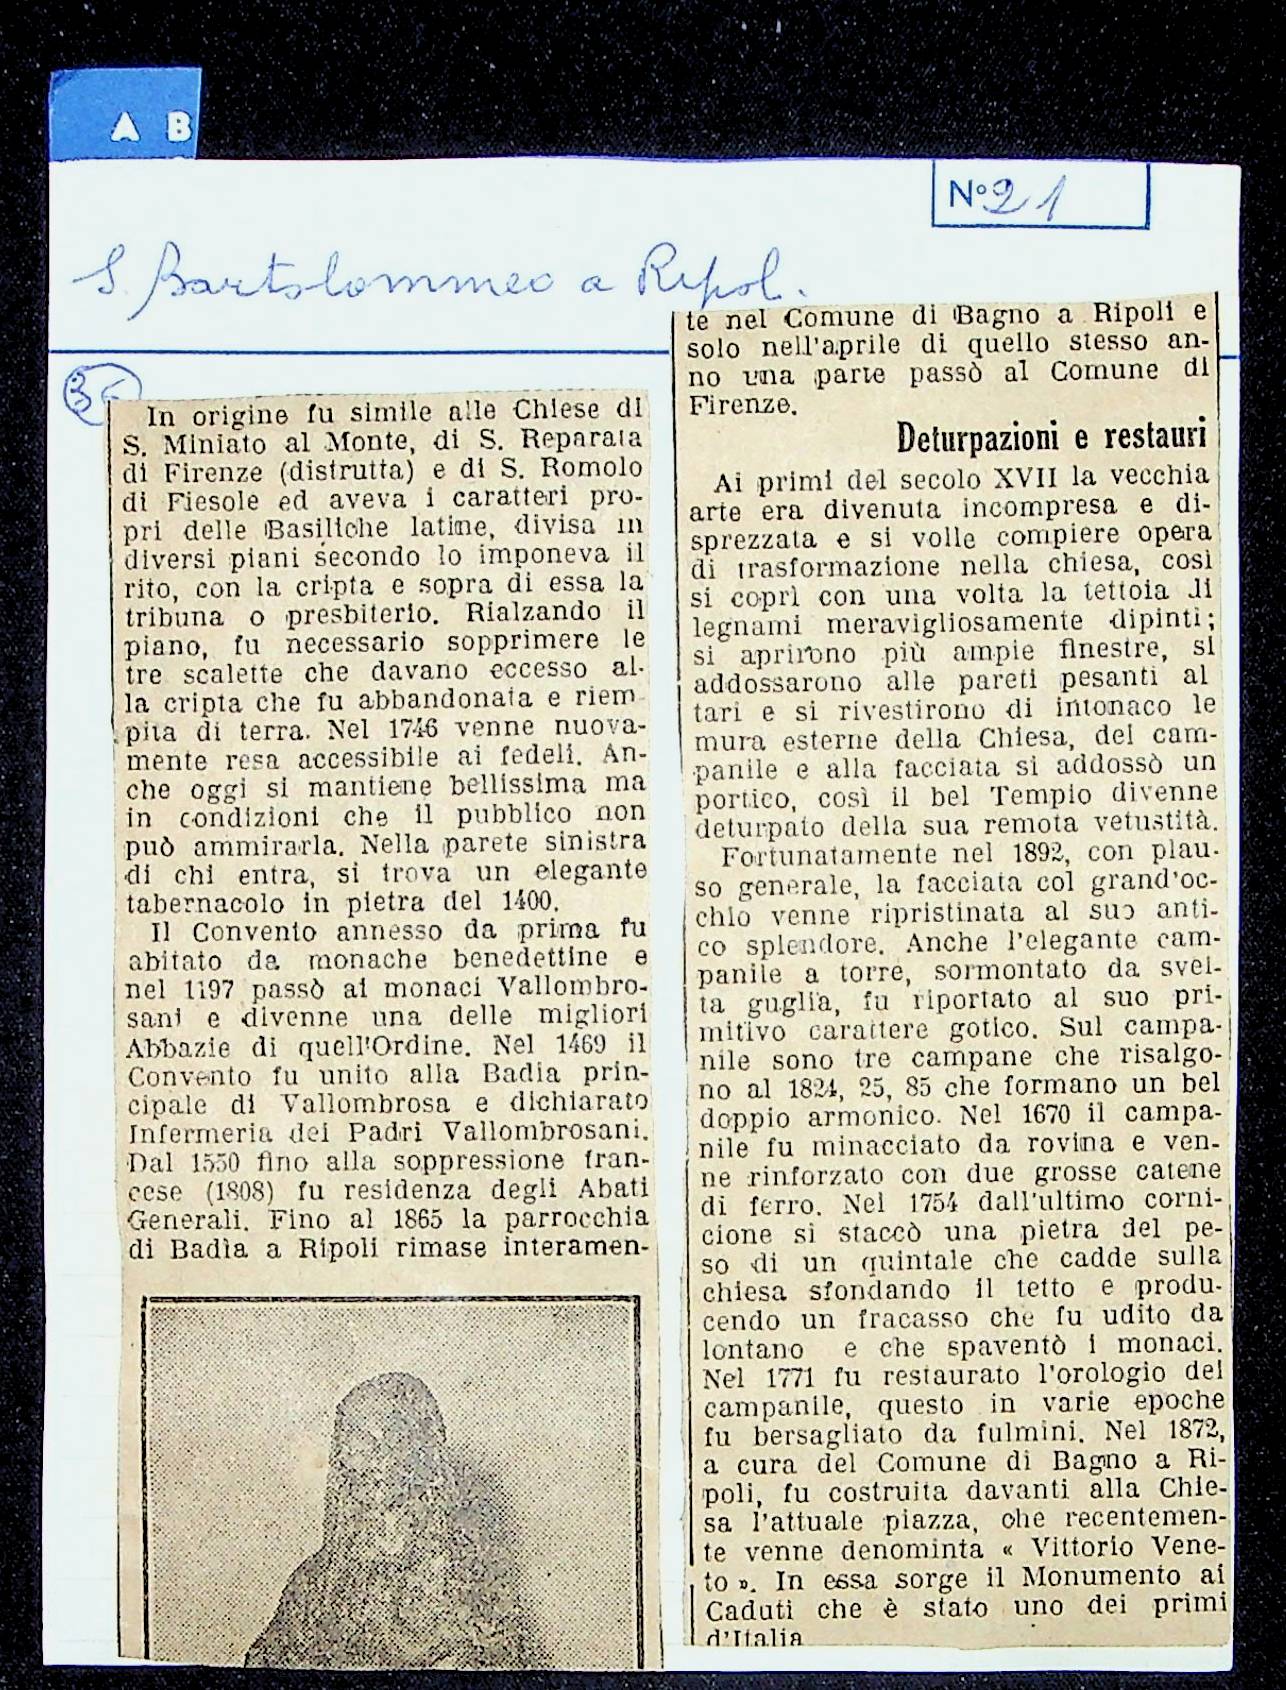 A B
Nº 21
S. Bartolommeo a Ripol.
36
In origine fu simile alle Chiese di
S. Miniato al Monte, di S. Reparata
di Firenze (distrutta) e di S. Romolo
di Fiesole ed aveva i caratteri pro-
pri delle Basiliche latine, divisa in
diversi piani secondo lo imponeva il
rito, con la cripta e sopra di essa la
tribuna o presbiterio. Rialzando il
piano, fu necessario sopprimere le
tre scalette che davano eccesso al-
la cripta che fu abbandonata e riem-
pita di terra. Nel 1746 venne nuova-
mente resa accessibile ai fedeli. An-
che oggi si mantiene bellissima ma
in condizioni che il pubblico non
può ammirarla. Nella parete sinistra
di chi entra, si trova un elegante
tabernacolo in pietra del 1400.
Il Convento annesso da prima fu
abitato da monache benedettine e
nel 1197 passò ai monaci Vallombro-
sani e divenne una delle migliori
Abbazie di quell'Ordine. Nel 1469 il
Convento fu unito alla Badia prin-
cipale di Vallombrosa e dichiarato
Infermeria dei Padri Vallombrosani.
Dal 1550 fino alla soppressione fran-
cese (1808) fu residenza degli Abati
Generali. Fino al 1865 la parrocchia
di Badia a Ripoli rimase interamen-
te nel Comune di Bagno a Ripoli e
solo nell'aprile di quello stesso an-
no una parte passò al Comune di
Firenze.
Deturpazioni e restauri
Ai primi del secolo XVII la vecchia
arte era divenuta incompresa e di-
sprezzata e si volle compiere opera
di trasformazione nella chiesa, così
si coprì con una volta la tettoia di
legnami meravigliosamente dipinti;
si aprirono più ampie finestre, si
addossarono alle pareti pesanti al
tari e si rivestirono di intonaco le
mura esterne della Chiesa, del cam-
panile e alla facciata si addossò un
portico, così il bel Tempio divenne
deturpato della sua remota vetustità.
Fortunatamente nel 1892, con plau-
so generale, la facciata col grand'oc-
chio venne ripristinata al suo anti-
co splendore. Anche l'elegante cam-
panile a torre, sormontato da svel-
ta guglia, fu riportato al suo pri-
mitivo carattere gotico. Sul campa-
nile sono tre campane che risalgo-
no al 1824, 25, 85 che formano un bel
doppio armonico. Nel 1670 il campa-
nile fu minacciato da rovina e ven-
ne rinforzato con due grosse catene
di ferro. Nel 1754 dall'ultimo corni-
cione si staccò una pietra del pe-
so di un quintale che cadde sulla
chiesa sfondando il tetto e produ-
cendo un fracasso che fu udito da
lontano e che spaventò i monaci.
Nel 1771 fu restaurato l'orologio del
campanile, questo in varie epoche
fu bersagliato da fulmini. Nel 1872,
a cura del Comune di Bagno a Ri-
poli, fu costruita davanti alla Chie-
sa l'attuale piazza, che recentemen-
te venne denominta « Vittorio Vene-
to ». In essa sorge il Monumento ai
Caduti che è stato uno dei primi
d'Italia